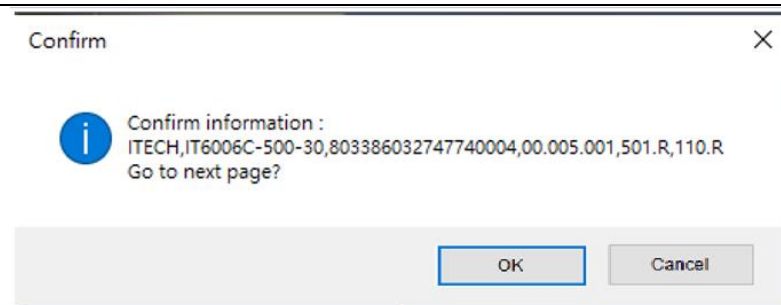 Confirm
Confirm information :
ITECH,IT6006C-500-30,803386032747740004,00.005.001,501.R,110.R
Go to next page?
OK
Cancel